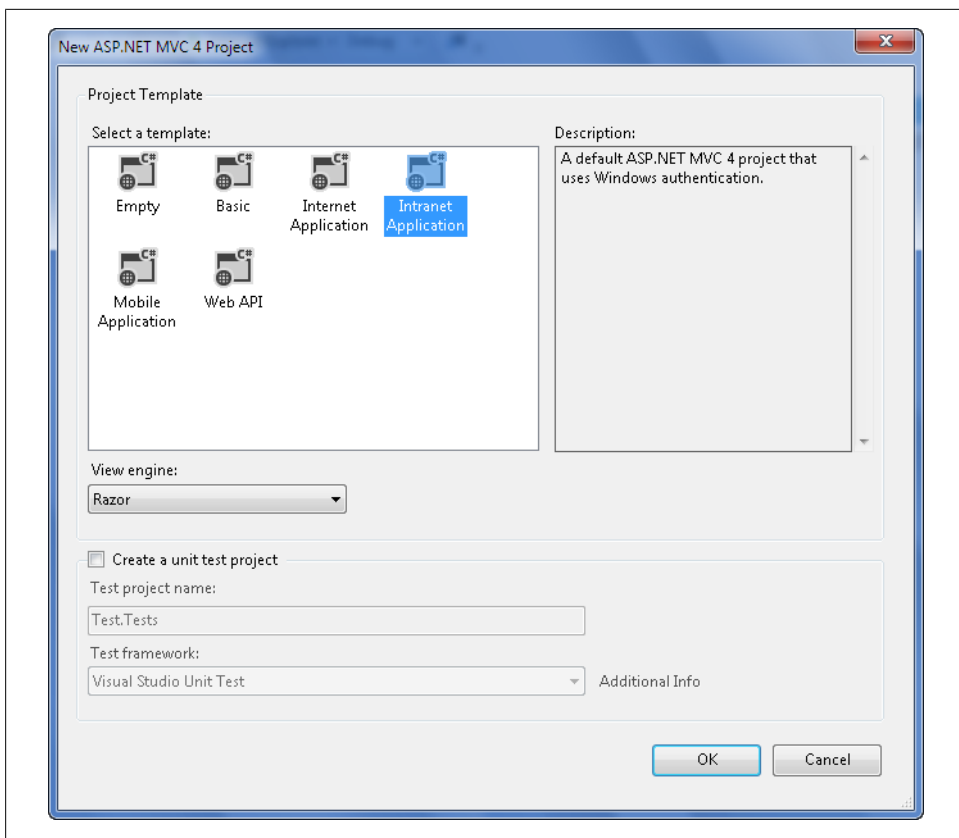 New ASP.NET MVC 4 Project
Project Template
Select a template:
Description:
C#
C#
C#
C#
Empty
Basic
Internet
Application
Intranet
Application
A default ASP.NET MVC 4 project that
uses Windows authentication.
C#
C#
Mobile
Application
Web API
View engine:
Razor
Create a unit test project
Test project name:
Test.Tests
Test framework:
Visual Studio Unit Test
Additional Info
OK
Cancel